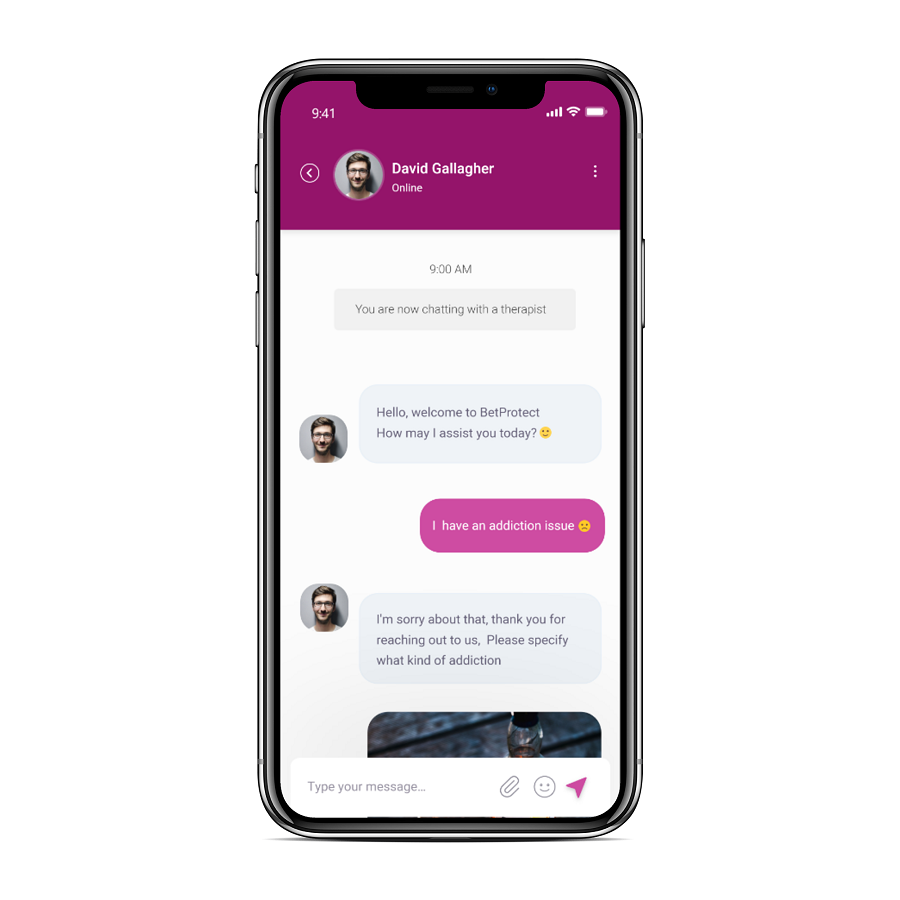 9:41
David Gallagher
Online
9:00 AM
You are now chatting with a therapist
Hello, welcome to BetProtect
How may I assist you today? 🙂
I have an addiction issue 🙁
I'm sorry about that, thank you for
reaching out to us, Please specify
what kind of addiction
Type your message...